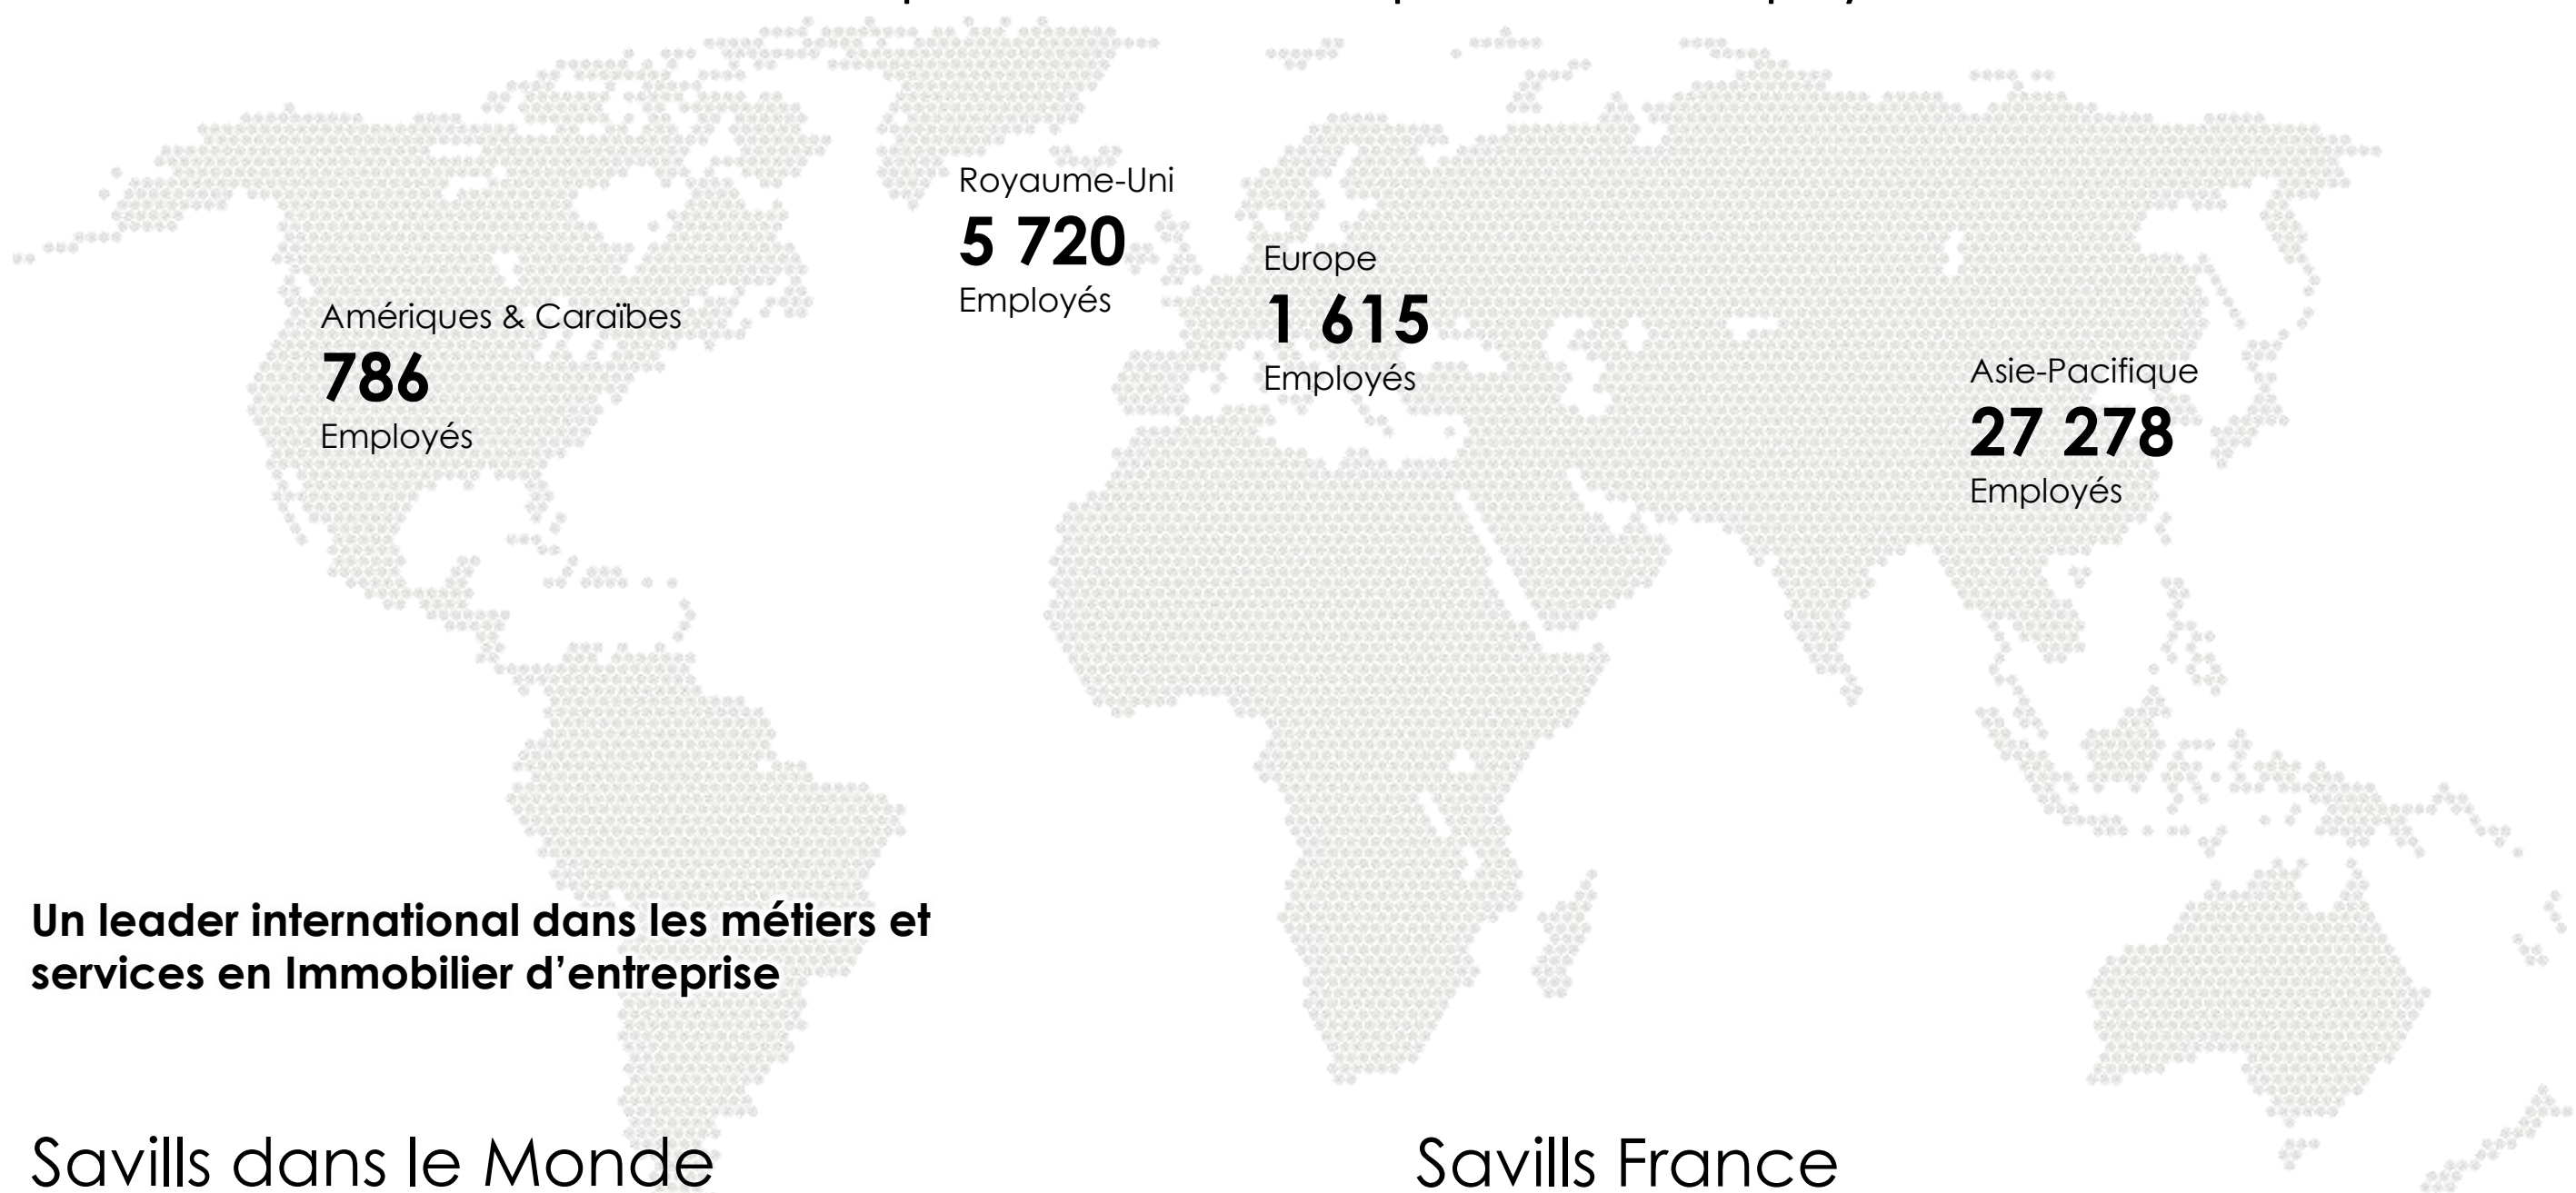 Royaume-Uni
5 720
Employés
Europe
1 615
Employés
Amériques & Caraïbes
786
Employés
Asie-Pacifique
27 278
Employés
Un leader international dans les métiers et
services en Immobilier d’entreprise
Savills dans le Monde
Savills France